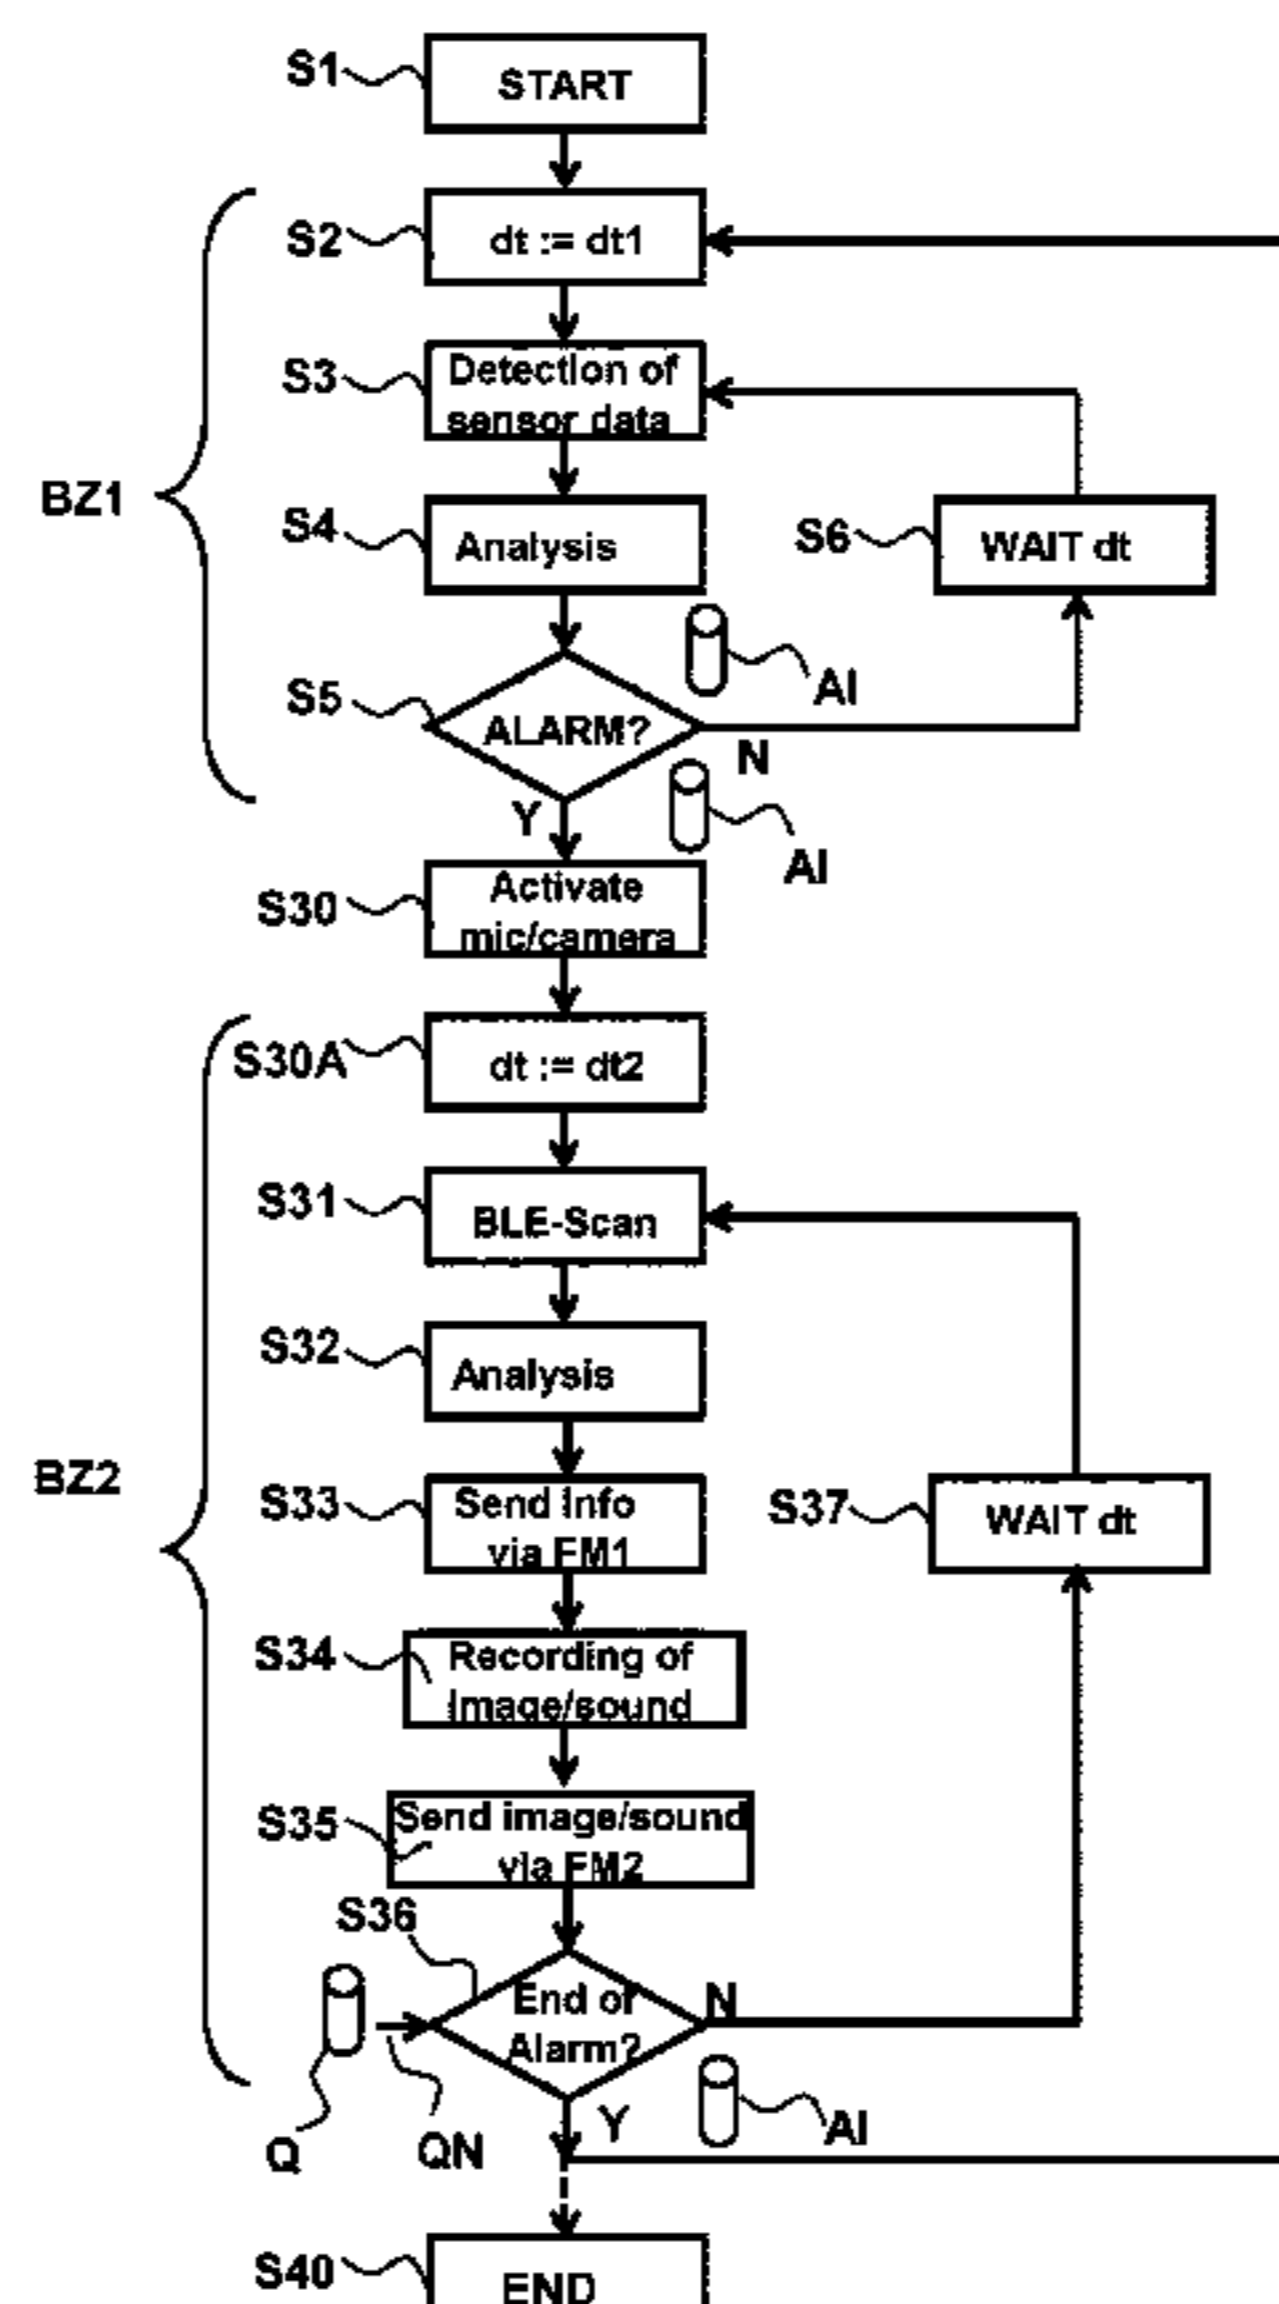 S1
START
S2
dt := dt1
S3
Detection of
sensor data
BZ1
S4
Analysis
S6
WAIT dt
AI
S5
ALARM?
N
Y
AI
S30
Activate
mic/camera
S30A
dt := dt2
S31
BLE-Scan
S32
Analysis
BZ2
S33
Send Info
via FM1
S37
WAIT dt
S34
Recording of
Image/sound
S35
Send image/sound
via FM2
S36
End of
Alarm?
N
Y
AI
Q
QN
S40
END